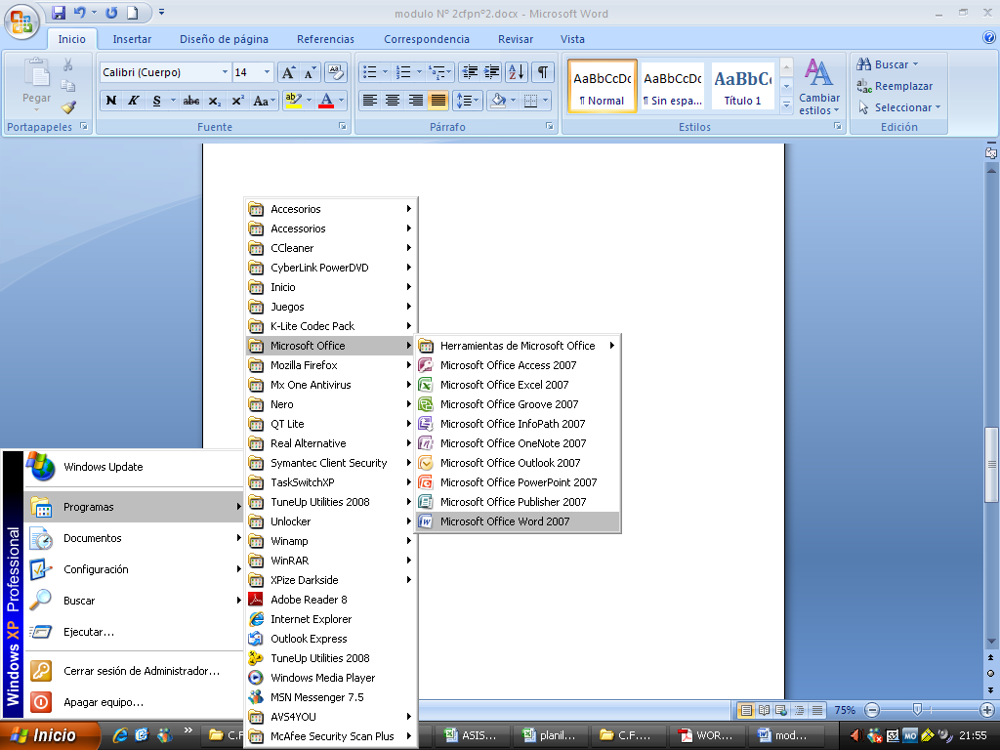 modulo Nº 2cfpnº2.docx - Microsoft Word
Inicio Insertar Diseño de página Referencias Correspondencia Revisar Vista
Pegar
Portapapeles
Calibri (Cuerpo) 14
N K S abc x₂ x² Aa
Fuente
Párrafo
AaBbCcDc AaBbCcDc AaBbC
¶ Normal ¶ Sin espa... Título 1
Cambiar estilos
Estilos
Buscar
Reemplazar
Seleccionar
Edición
Accesorios
Accessorios
CCleaner
CyberLink PowerDVD
Inicio
Juegos
K-Lite Codec Pack
Microsoft Office
Mozilla Firefox
Mx One Antivirus
Nero
QT Lite
Real Alternative
Symantec Client Security
TaskSwitchXP
TuneUp Utilities 2008
Unlocker
Winamp
WinRAR
XPize Darkside
Adobe Reader 8
Internet Explorer
Outlook Express
TuneUp Utilities 2008
Windows Media Player
MSN Messenger 7.5
AVS4YOU
McAfee Security Scan Plus
Herramientas de Microsoft Office
Microsoft Office Access 2007
Microsoft Office Excel 2007
Microsoft Office Groove 2007
Microsoft Office InfoPath 2007
Microsoft Office OneNote 2007
Microsoft Office Outlook 2007
Microsoft Office PowerPoint 2007
Microsoft Office Publisher 2007
Microsoft Office Word 2007
Windows XP Professional
Windows Update
Programas
Documentos
Configuración
Buscar
Ejecutar...
Cerrar sesión de Administrador...
Apagar equipo...
75%
Inicio » C.F. ASIS... planil... C.F.... WOR... mod... MO 21:55